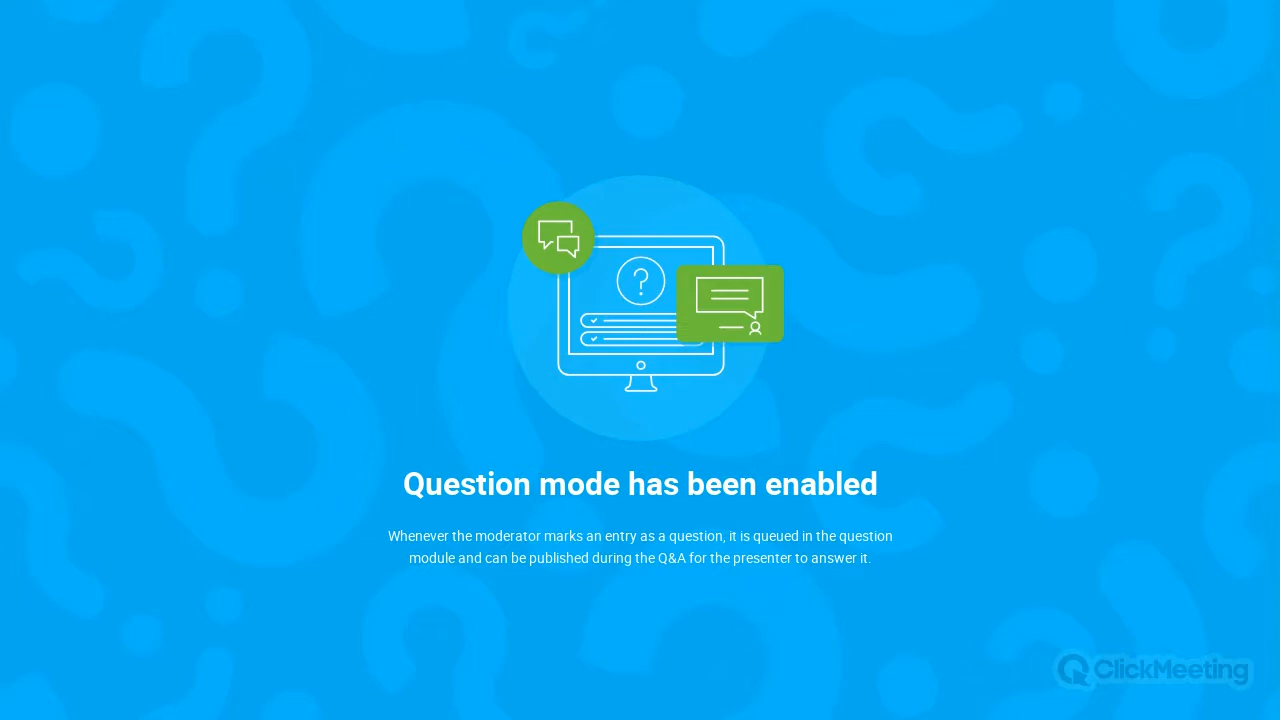 Question mode has been enabled
Whenever the moderator marks an entry as a question, it is queued in the question
module and can be published during the Q&A for the presenter to answer it.
ClickMeeting